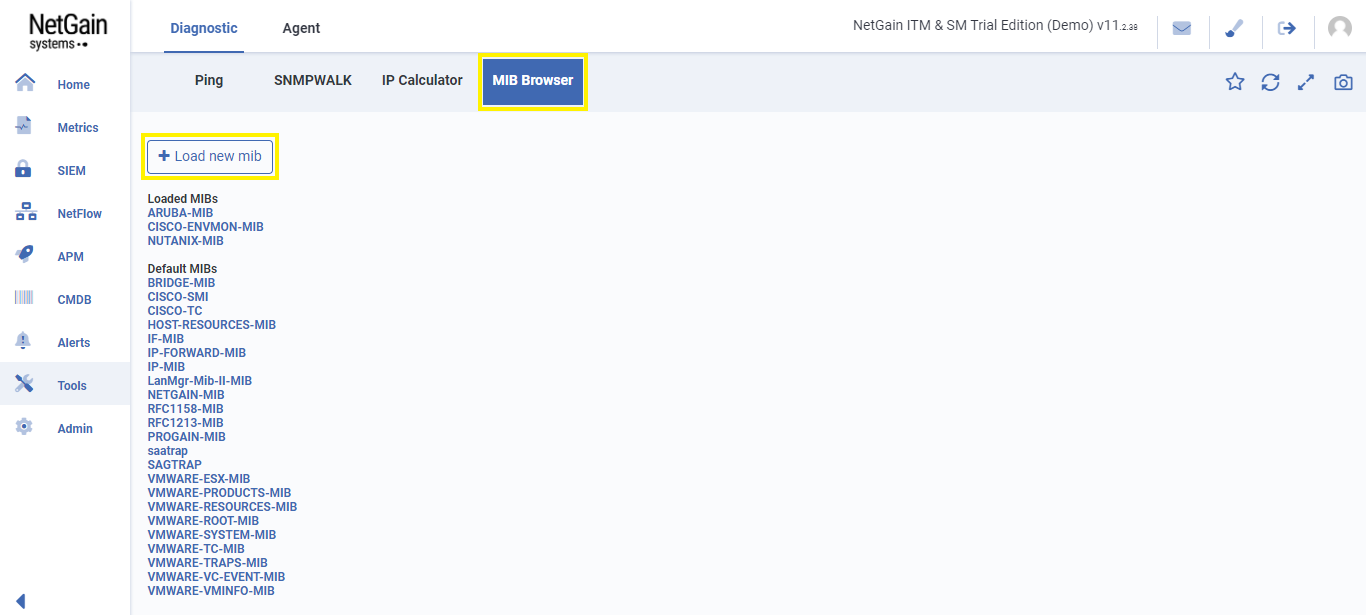 NetGain
systems
Diagnostic
Agent
NetGain ITM & SM Trial Edition (Demo) v11.2.38
Home
Metrics
SIEM
NetFlow
APM
CMDB
Alerts
Tools
Admin
Ping
SNMPWALK
IP Calculator
MIB Browser
+ Load new mib
Loaded MIBs
ARUBA-MIB
CISCO-ENVMON-MIB
NUTANIX-MIB
Default MIBs
BRIDGE-MIB
CISCO-SMI
CISCO-TC
HOST-RESOURCES-MIB
IF-MIB
IP-FORWARD-MIB
IP-MIB
LanMgr-Mib-II-MIB
NETGAIN-MIB
RFC1158-MIB
RFC1213-MIB
PROGAIN-MIB
saatrap
SAGTRAP
VMWARE-ESX-MIB
VMWARE-PRODUCTS-MIB
VMWARE-RESOURCES-MIB
VMWARE-ROOT-MIB
VMWARE-SYSTEM-MIB
VMWARE-TC-MIB
VMWARE-TRAPS-MIB
VMWARE-VC-EVENT-MIB
VMWARE-VMINFO-MIB